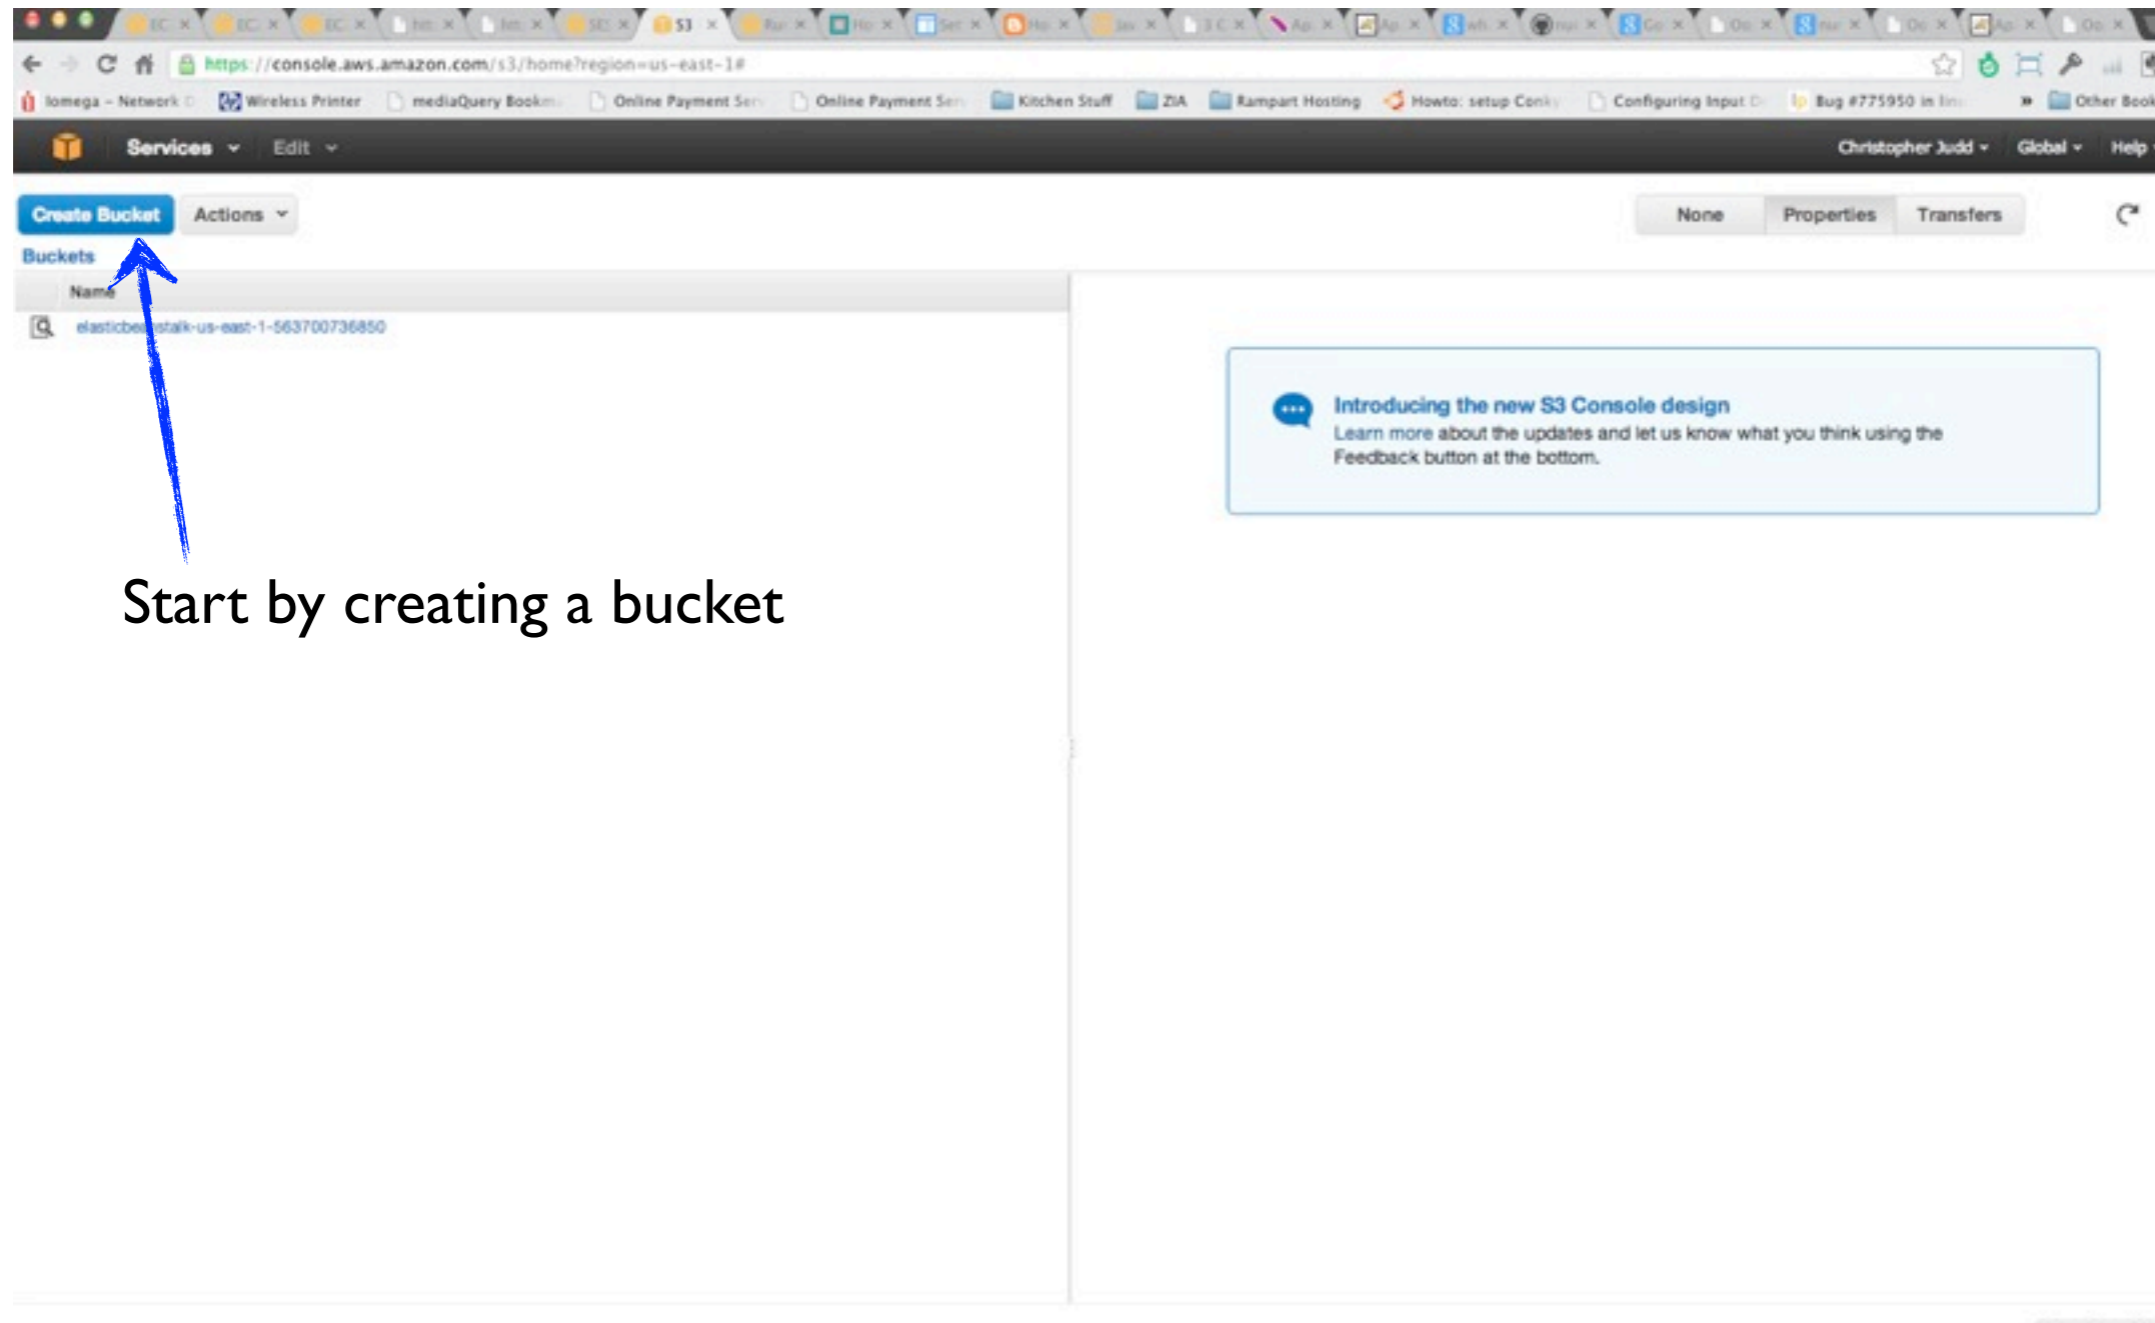 S3
https://console.aws.amazon.com/s3/home?region=us-east-1#
Iomega - Network Wireless Printer mediaQuery Bookm Online Payment Ser Online Payment Ser Kitchen Stuff ZIA Rampart Hosting Howto: setup Conky Configuring Input Bug #775950 in lin » Other Book
Services Edit Christopher Judd Global Help
Create Bucket Actions None Properties Transfers
Buckets
Name
elasticbeanstalk-us-east-1-563700736850
Introducing the new S3 Console design
Learn more about the updates and let us know what you think using the
Feedback button at the bottom.
Start by creating a bucket